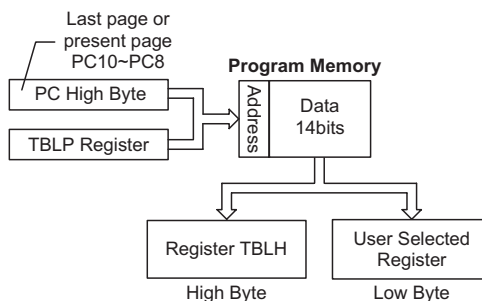 Last page or
present page
PC10~PC8
Program Memory
PC High Byte
Address
Data
14bits
TBLP Register
Register TBLH
User Selected
Register
High Byte
Low Byte